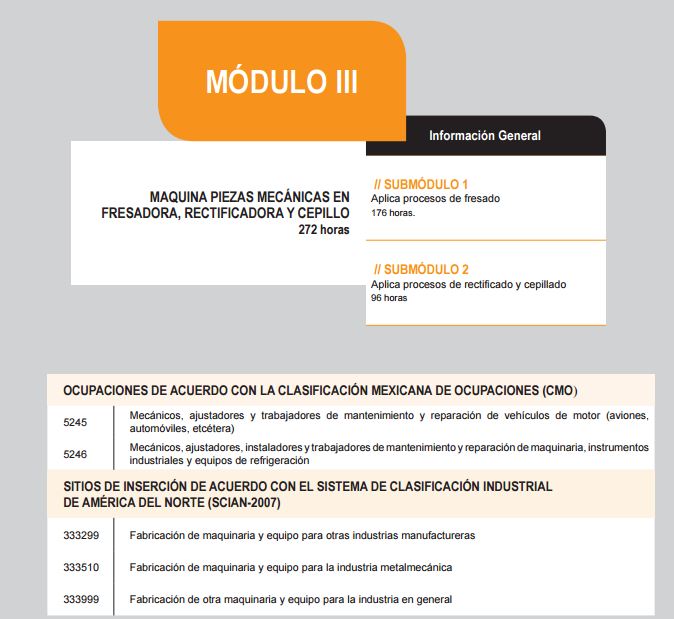 MÓDULO III
Información General
MAQUINA PIEZAS MECÁNICAS EN
FRESADORA, RECTIFICADORA Y CEPILLO
272 horas
// SUBMÓDULO 1
Aplica procesos de fresado
176 horas.
// SUBMÓDULO 2
Aplica procesos de rectificado y cepillado
96 horas
OCUPACIONES DE ACUERDO CON LA CLASIFICACIÓN MEXICANA DE OCUPACIONES (CMO)
5245
Mecánicos, ajustadores y trabajadores de mantenimiento y reparación de vehículos de motor (aviones,
automóviles, etcétera)
5246
Mecánicos, ajustadores, instaladores y trabajadores de mantenimiento y reparación de maquinaria, instrumentos
industriales y equipos de refrigeración
SITIOS DE INSERCIÓN DE ACUERDO CON EL SISTEMA DE CLASIFICACIÓN INDUSTRIAL
DE AMÉRICA DEL NORTE (SCIAN-2007)
333299 Fabricación de maquinaria y equipo para otras industrias manufactureras
333510 Fabricación de maquinaria y equipo para la industria metalmecánica
333999 Fabricación de otra maquinaria y equipo para la industria en general